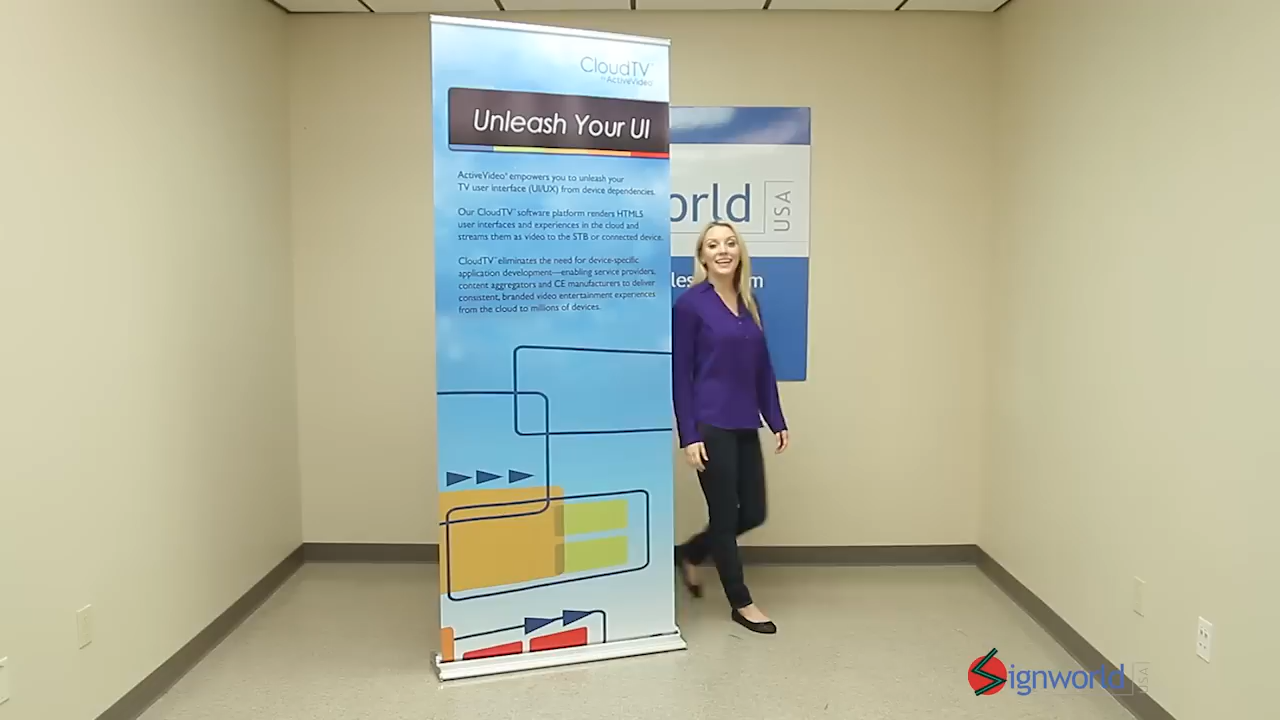 CloudTV™
by ActiveVideo®
Unleash Your UI
ActiveVideo® empowers you to unleash your
TV user interface (UI/UX) from device dependencies.
Our CloudTV™ software platform renders HTML5
user interfaces and experiences in the cloud and
streams them as video to the STB or connected device.
CloudTV™ eliminates the need for device-specific
application development—enabling service providers,
content aggregators and CE manufacturers to deliver
consistent, branded video entertainment experiences
from the cloud to millions of devices.
orld
USA
les
m
Signworld
USA